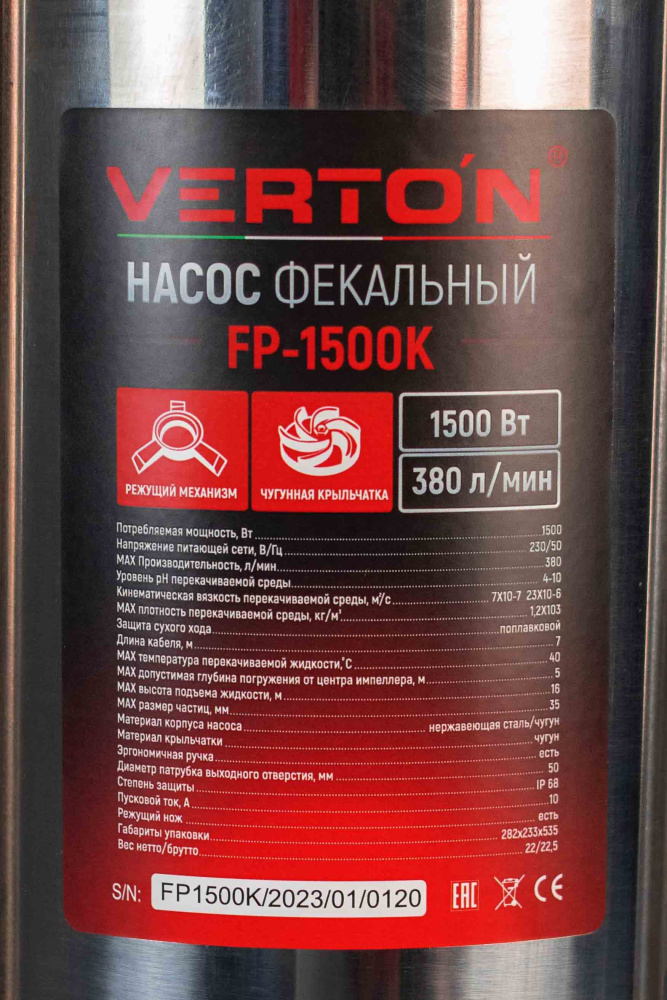 VERTO'N®
НАСОС ФЕКАЛЬНЫЙ
FP-1500K
РЕЖУЩИЙ МЕХАНИЗМ
ЧУГУННАЯ КРЫЛЬЧАТКА
1500 Вт
380 л/мин
Потребляемая мощность, Вт 1500
Напряжение питающей сети, В/Гц 230/50
MAX Производительность, л/мин 380
Уровень pH перекачиваемой среды 4-10
Кинематическая вязкость перекачиваемой среды, м²/с 7X10-7 23X10-6
MAX плотность перекачиваемой среды, кг/м³ 1,2X103
Защита сухого хода поплавковой
Длина кабеля, м 7
MAX температура перекачиваемой жидкости,°С 40
MAX допустимая глубина погружения от центра импеллера, м 5
MAX высота подъема жидкости, м 16
MAX размер частиц, мм 35
Материал корпуса насоса нержавеющая сталь/чугун
Материал крыльчатки чугун
Эргономичная ручка есть
Диаметр патрубка выходного отверстия, мм 50
Степень защиты IP 68
Пусковой ток, А 10
Режущий нож есть
Габариты упаковки 282x233x535
Вес нетто/брутто 22/22,5
S/N: FP1500K/2023/01/0120 EAC CE